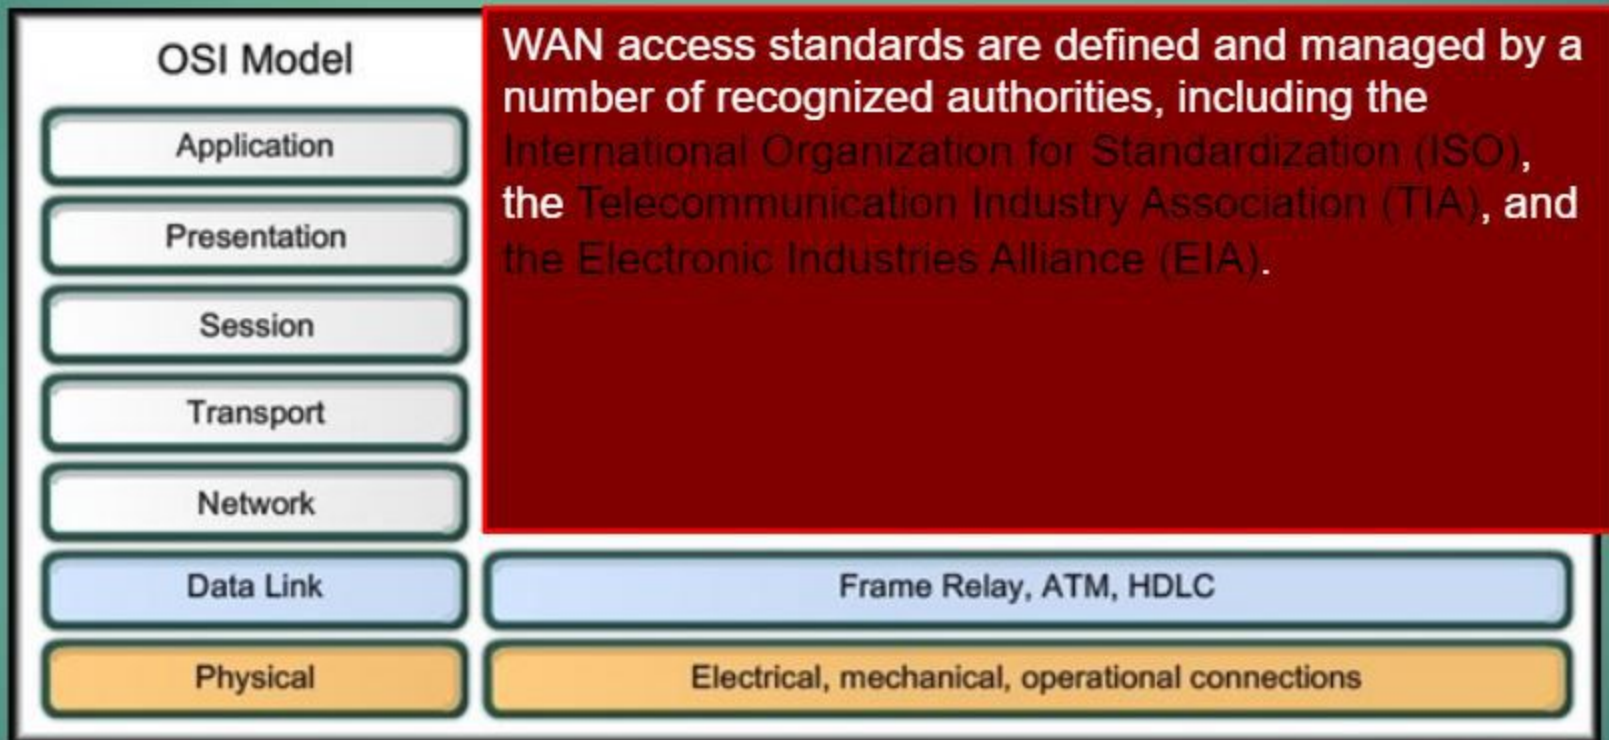 OSI Model
Application
Presentation
Session
Transport
Network
Data Link
Physical
WAN access standards are defined and managed by a
number of recognized authorities, including the
International Organization for Standardization (ISO),
the Telecommunication Industry Association (TIA), and
the Electronic Industries Alliance (EIA).
Frame Relay, ATM, HDLC
Electrical, mechanical, operational connections